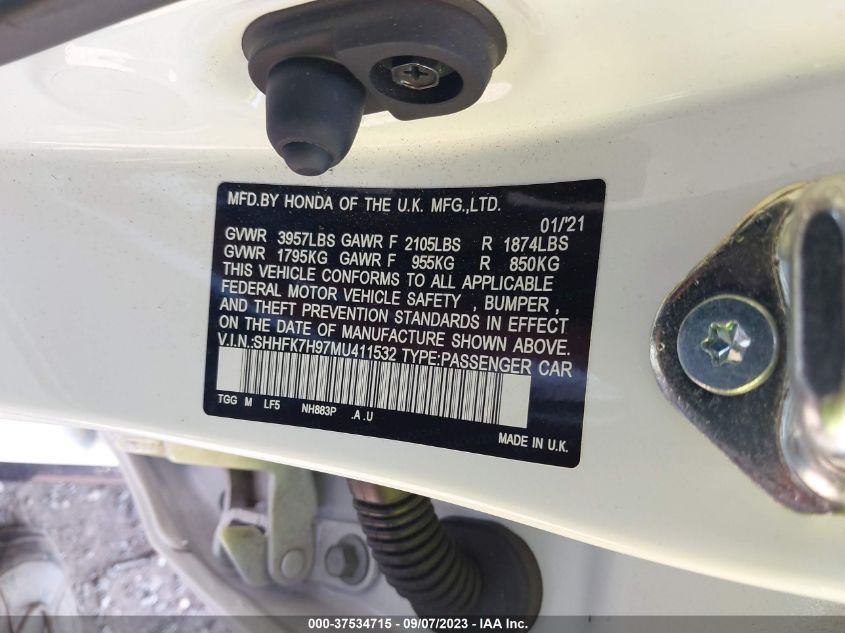 MFD.BY HONDA OF THE U.K. MFG.,LTD.
01/'21
GVWR 3957LBS GAWR F 2105LBS R 1874LBS
GVWR 1795KG GAWR F 955KG R 850KG
THIS VEHICLE CONFORMS TO ALL APPLICABLE
FEDERAL MOTOR VEHICLE SAFETY , BUMPER ,
AND THEFT PREVENTION STANDARDS IN EFFECT
ON THE DATE OF MANUFACTURE SHOWN ABOVE.
V.I.N.:SHHFK7H97MU411532 TYPE:PASSENGER CAR
TGG M LF5 NH883P .A.U
MADE IN U.K.
000-37534715 - 09/07/2023 - IAA Inc.